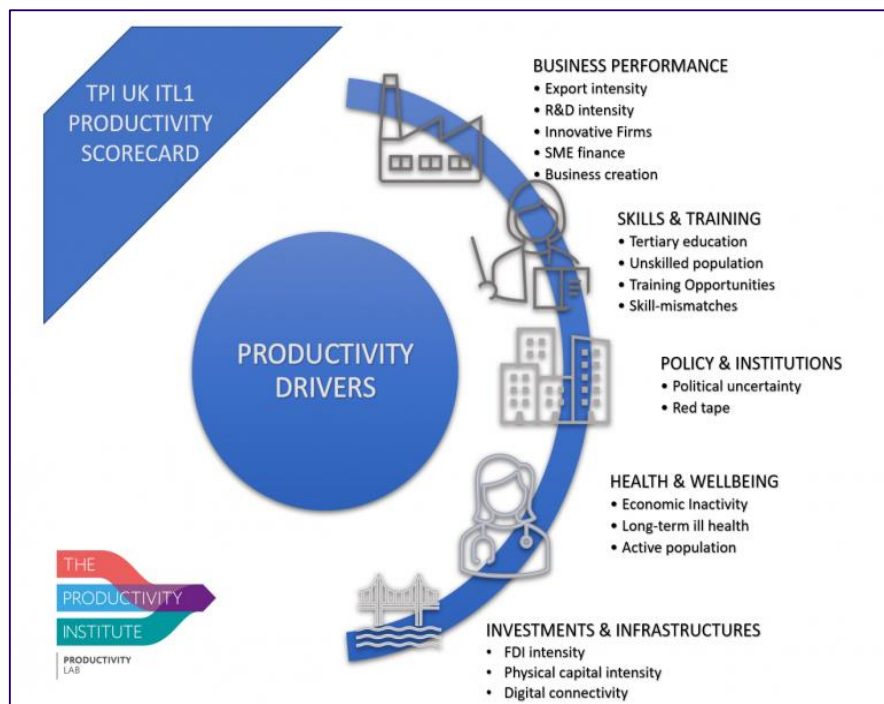 TPI UK ITL1
PRODUCTIVITY
SCORECARD
BUSINESS PERFORMANCE
• Export intensity
• R&D intensity
• Innovative Firms
• SME finance
• Business creation
SKILLS & TRAINING
• Tertiary education
• Unskilled population
• Training Opportunities
• Skill-mismatches
PRODUCTIVITY
DRIVERS
POLICY & INSTITUTIONS
• Political uncertainty
• Red tape
HEALTH & WELLBEING
• Economic Inactivity
• Long-term ill health
• Active population
INVESTMENTS & INFRASTRUCTURES
• FDI intensity
• Physical capital intensity
• Digital connectivity
THE
PRODUCTIVITY
INSTITUTE
PRODUCTIVITY
LAB